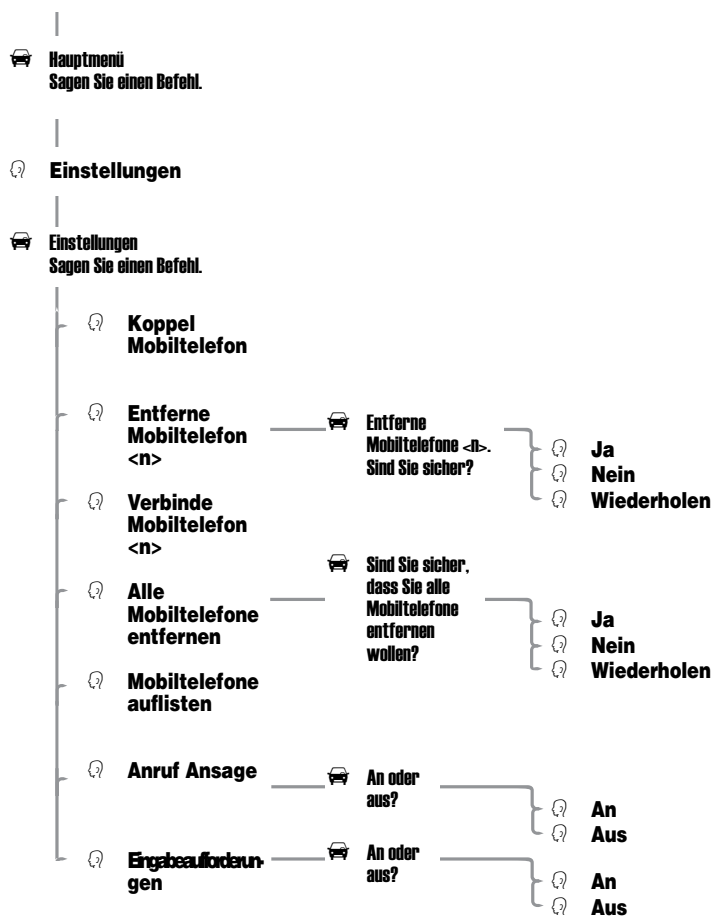 Hauptmenü
Sagen Sie einen Befehl.
Einstellungen
Einstellungen
Sagen Sie einen Befehl.
Koppel
Mobiltelefon
Entferne
Mobiltelefon
<n>
Entferne
Mobiltelefone <n>.
Sind Sie sicher?
Ja
Nein
Wiederholen
Verbinde
Mobiltelefon
<n>
Alle
Mobiltelefone
entfernen
Sind Sie sicher,
dass Sie alle
Mobiltelefone
entfernen
wollen?
Ja
Nein
Wiederholen
Mobiltelefone
auflisten
Anruf Ansage
An oder
aus?
An
Aus
Eingabeaufforderun-
gen
An oder
aus?
An
Aus